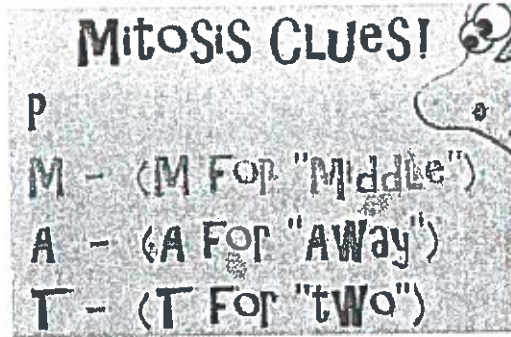 MitoSiS CLUeS!
P
M - (M For "Middle")
A - (A For "AWay")
T - (T For "tWo")